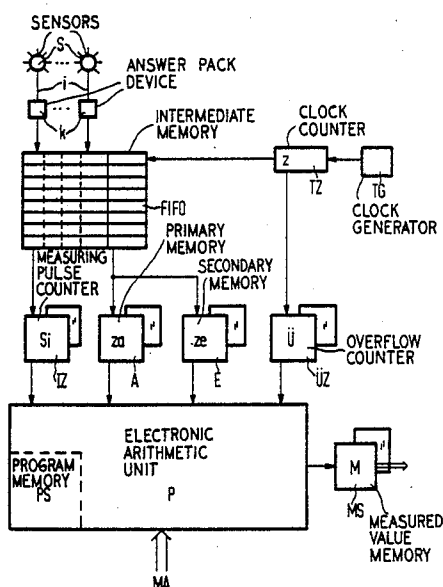 SENSORS
S
i
ANSWER PACK
DEVICE
k
INTERMEDIATE
MEMORY
CLOCK
COUNTER
z
TZ
TG
CLOCK
GENERATOR
FIFO
MEASURING
PULSE
COUNTER
PRIMARY
MEMORY
SECONDARY
MEMORY
Si
IZ
za
A
ze
E
Ü
ÜZ
OVERFLOW
COUNTER
ELECTRONIC
ARITHMETIC
UNIT
P
PROGRAM
MEMORY
PS
M
MS
MEASURED
VALUE
MEMORY
MA